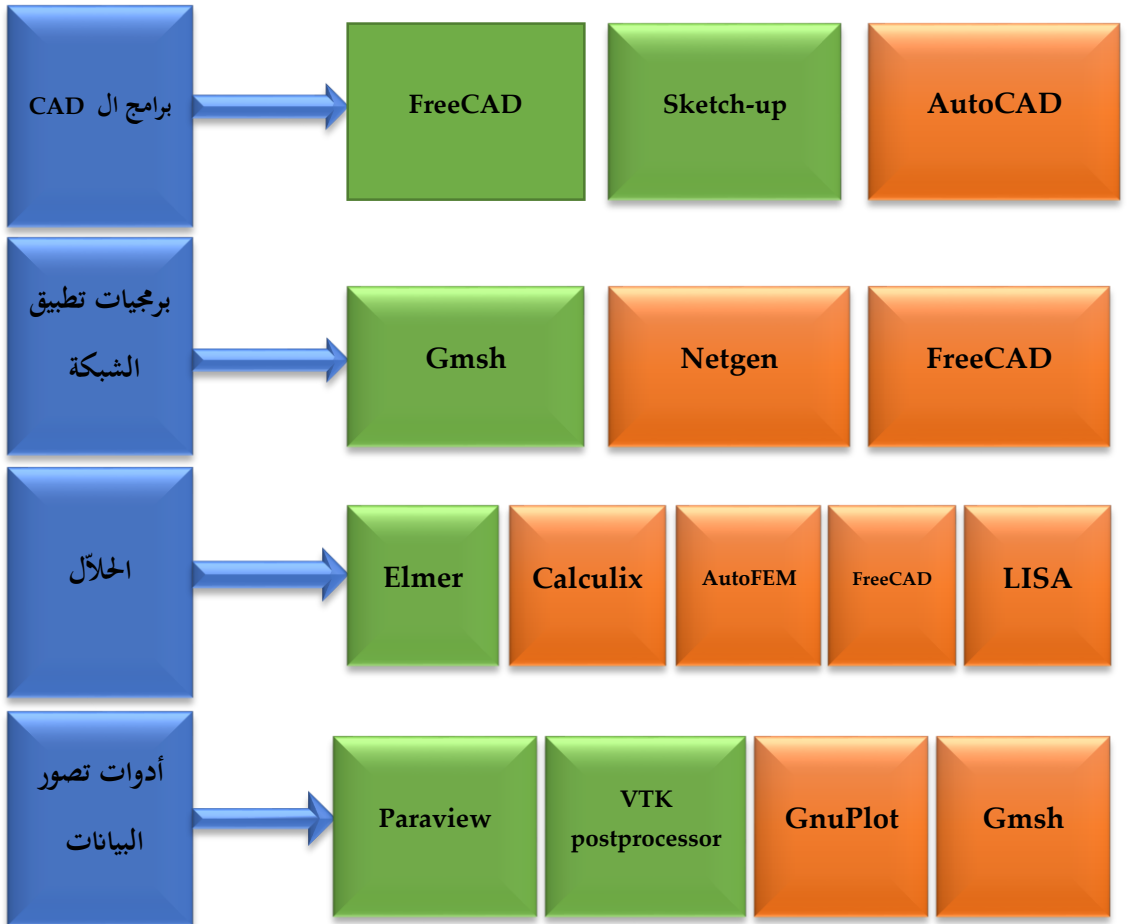 برامج ال CAD
FreeCAD
Sketch-up
AutoCAD
برمجيات تطبيق
الشبكة
Gmsh
Netgen
FreeCAD
الحلاّل
Elmer
Calculix
AutoFEM
FreeCAD
LISA
أدوات تصور
البيانات
Paraview
VTK
postprocessor
GnuPlot
Gmsh